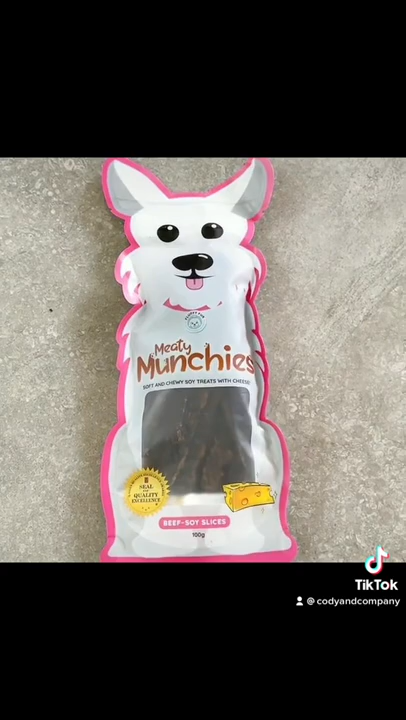 Meaty
Munchies
SOFT AND CHEWY SOY TREATS WITH CHEESE
SEAL
QUALITY
EXCELLENCE
BEEF-SOY SLICES
100g
TikTok
@ codyandcompany